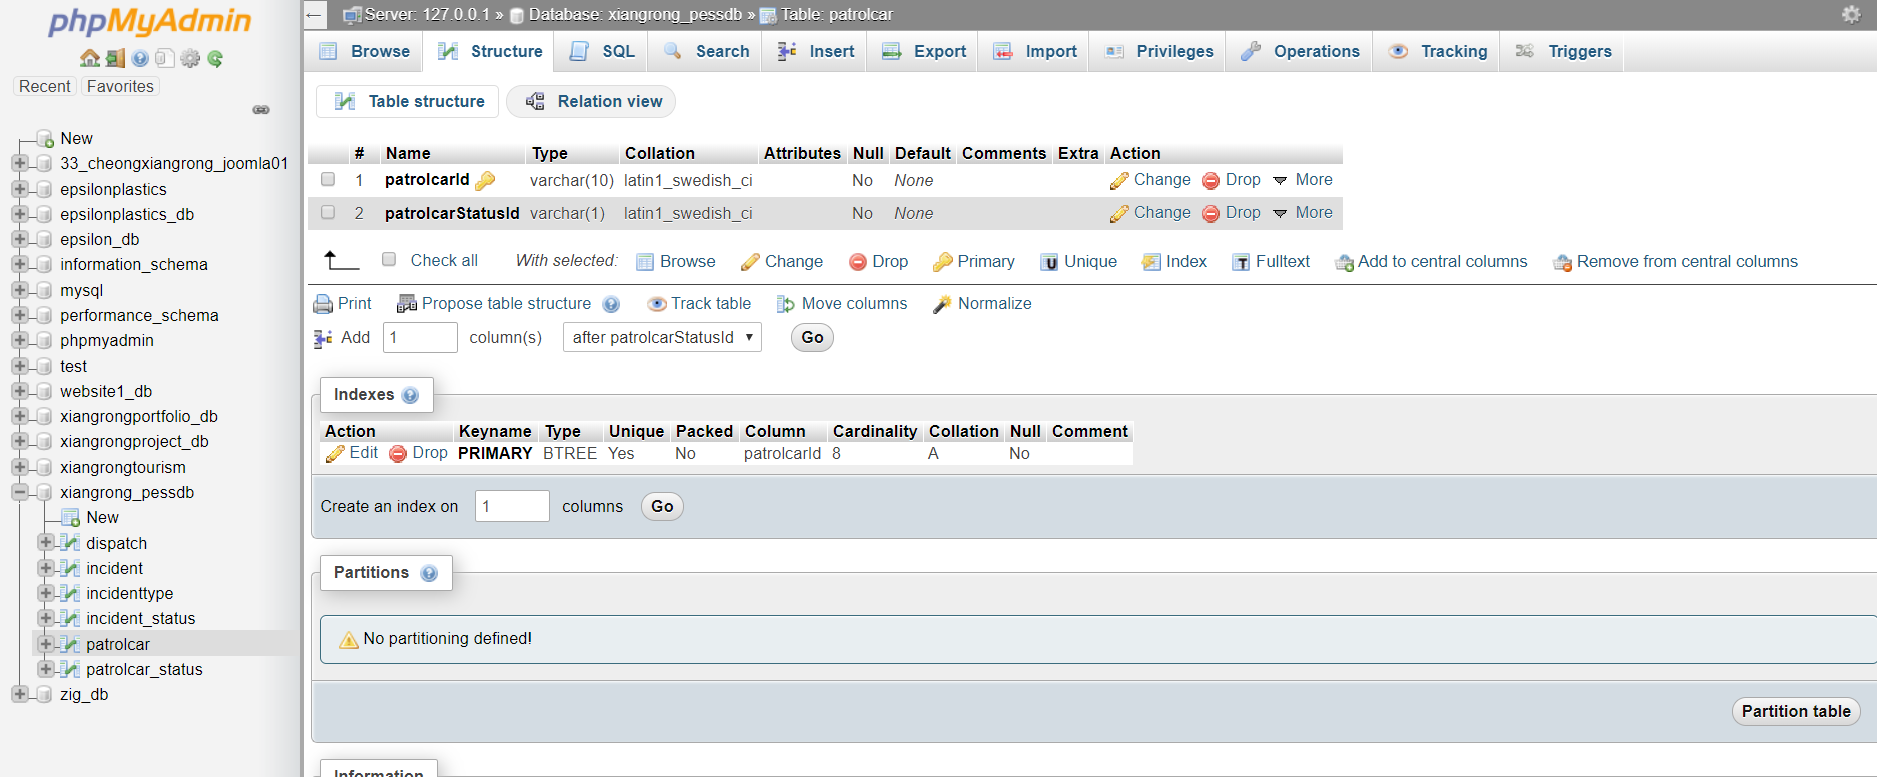 phpMyAdmin
Recent Favorites
New
33_cheongxiangrong_joomla01
epsilonplastics
epsilonplastics_db
epsilon_db
information_schema
mysql
performance_schema
phpmyadmin
test
website1_db
xiangrongportfolio_db
xiangrongproject_db
xiangrongtourism
xiangrong_pessdb
New
dispatch
incident
incidenttype
incident_status
patrolcar
patrolcar_status
zig_db
Server: 127.0.0.1 » Database: xiangrong_pessdb » Table: patrolcar
Browse Structure SQL Search Insert Export Import Privileges Operations Tracking Triggers
Table structure Relation view
# Name Type Collation Attributes Null Default Comments Extra Action
1 patrolcarId varchar(10) latin1_swedish_ci No None Change Drop More
2 patrolcarStatusId varchar(1) latin1_swedish_ci No None Change Drop More
Check all With selected: Browse Change Drop Primary Unique Index Fulltext Add to central columns Remove from central columns
Print Propose table structure Track table Move columns Normalize
Add 1 column(s) after patrolcarStatusId Go
Indexes
Action Keyname Type Unique Packed Column Cardinality Collation Null Comment
Edit Drop PRIMARY BTREE Yes No patrolcarId 8 A No
Create an index on 1 columns Go
Partitions
No partitioning defined!
Partition table
Information